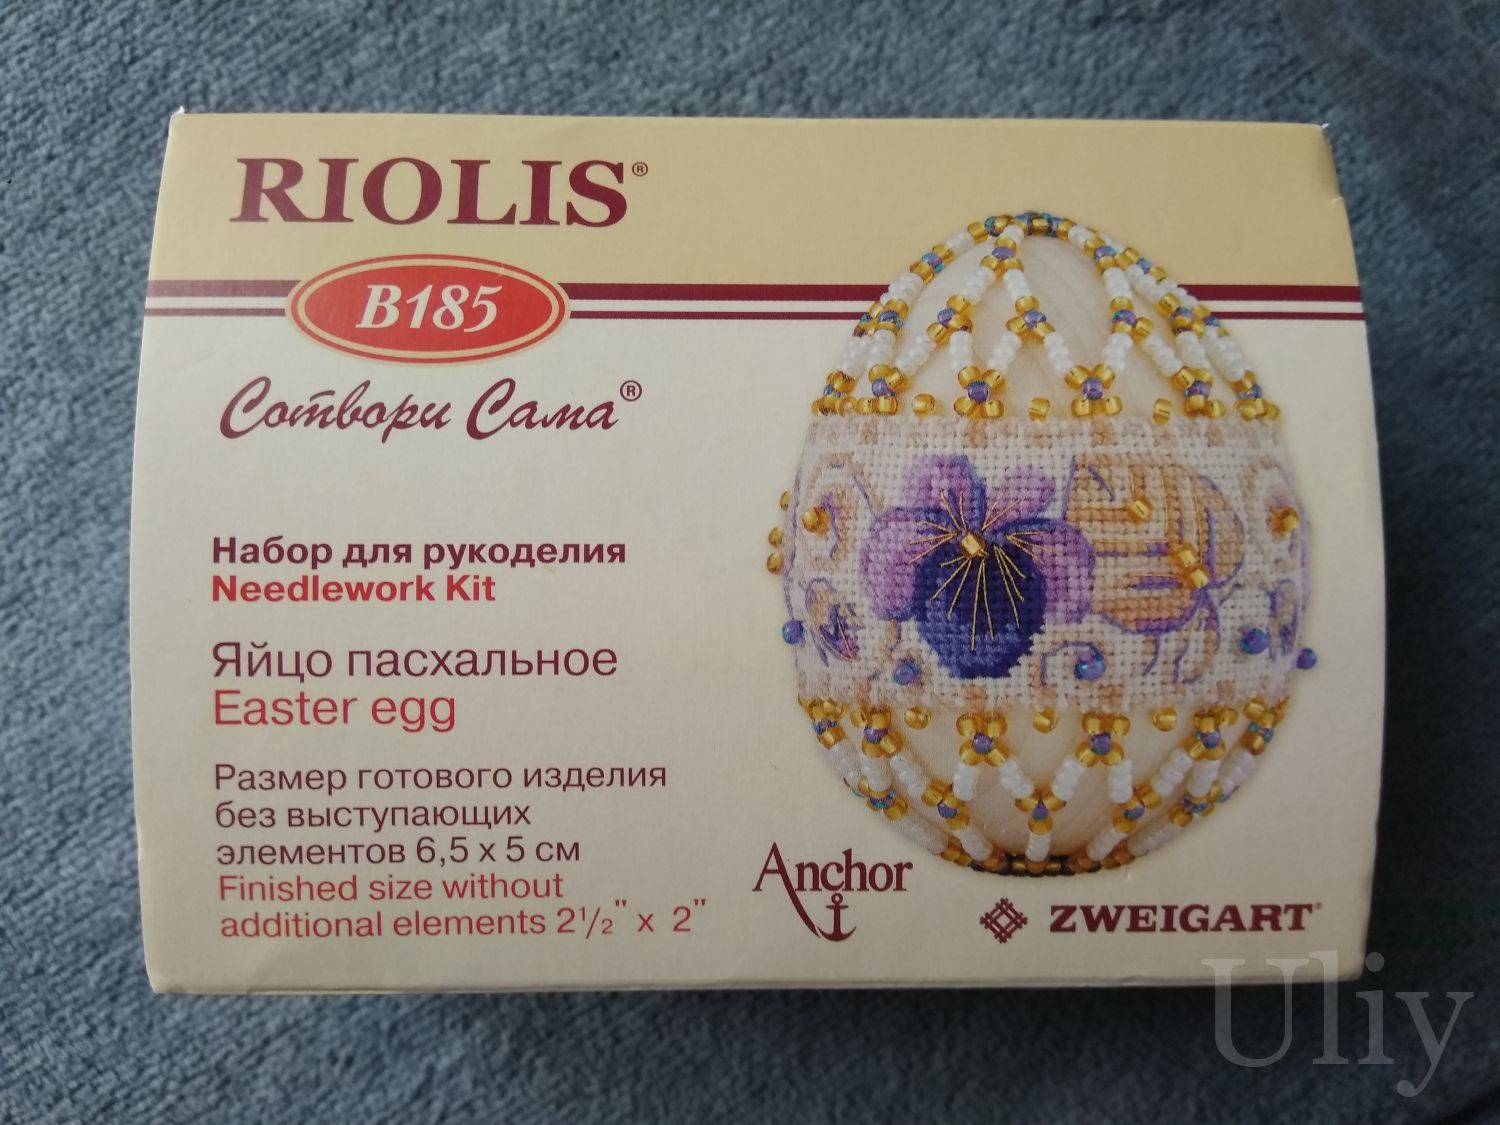 RIOLIS®
B185
Сотвори Сама®
Набор для рукоделия
Needlework Kit
Яйцо пасхальное
Easter egg
Размер готового изделия
без выступающих
элементов 6,5 х 5 см
Finished size without
additional elements 2½" x 2"
Anchor
ZWEIGART®
Uliy